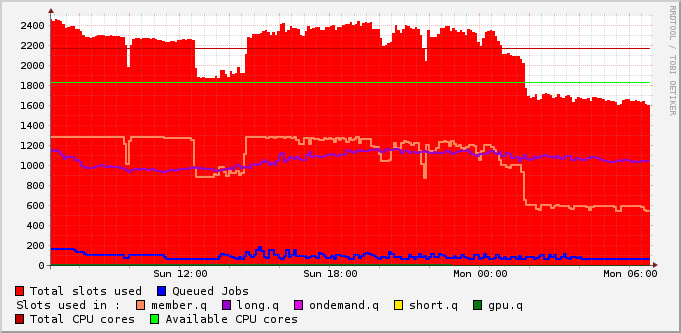 2400
2200
2000
1800
1600
1400
1200
1000
800
600
400
200
0
Sun 12:00 Sun 18:00 Mon 00:00 Mon 06:00
Total slots used Queued Jobs
Slots used in : member.q long.q ondemand.q short.q gpu.q
Total CPU cores Available CPU cores
RRDTOOL / TOBI OETIKER